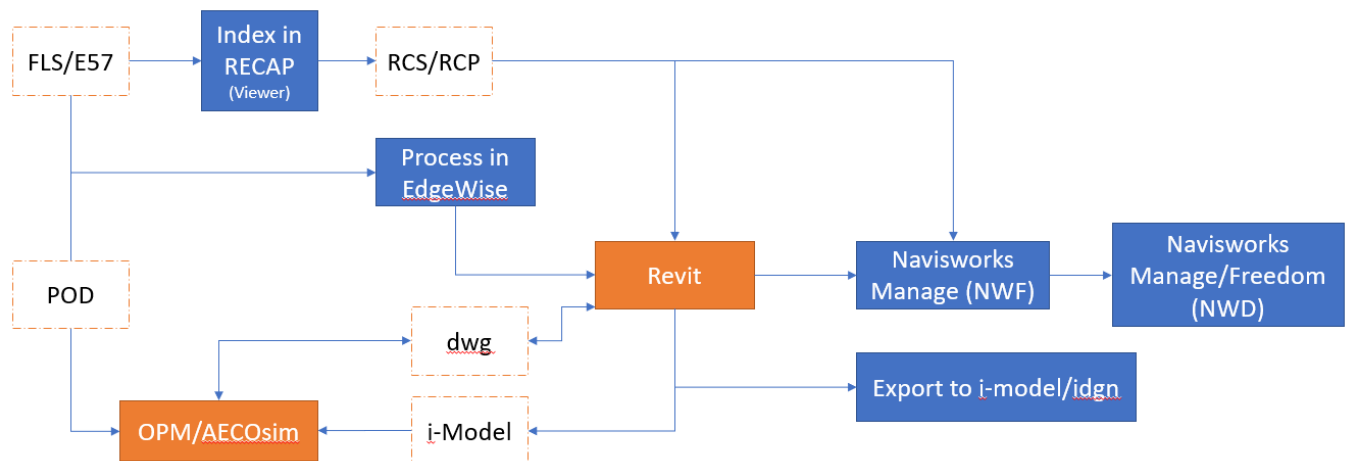 FLS/E57
Index in
RECAP
(Viewer)
RCS/RCP
Process in
EdgeWise
POD
Revit
Navisworks
Manage (NWF)
Navisworks
Manage/Freedom
(NWD)
dwg
Export to i-model/idgn
OPM/AECOsim
i-Model